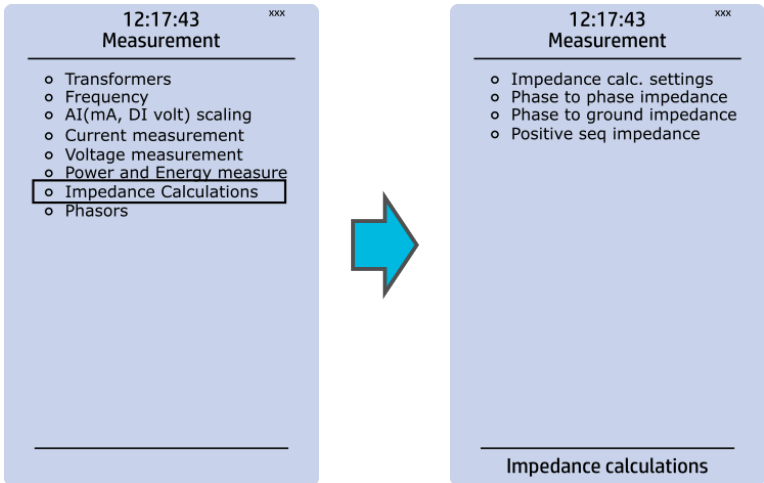 12:17:43 xxx
Measurement
Transformers
Frequency
AI(mA, DI volt) scaling
Current measurement
Voltage measurement
Power and Energy measure
Impedance Calculations
Phasors
12:17:43 xxx
Measurement
Impedance calc. settings
Phase to phase impedance
Phase to ground impedance
Positive seq impedance
Impedance calculations